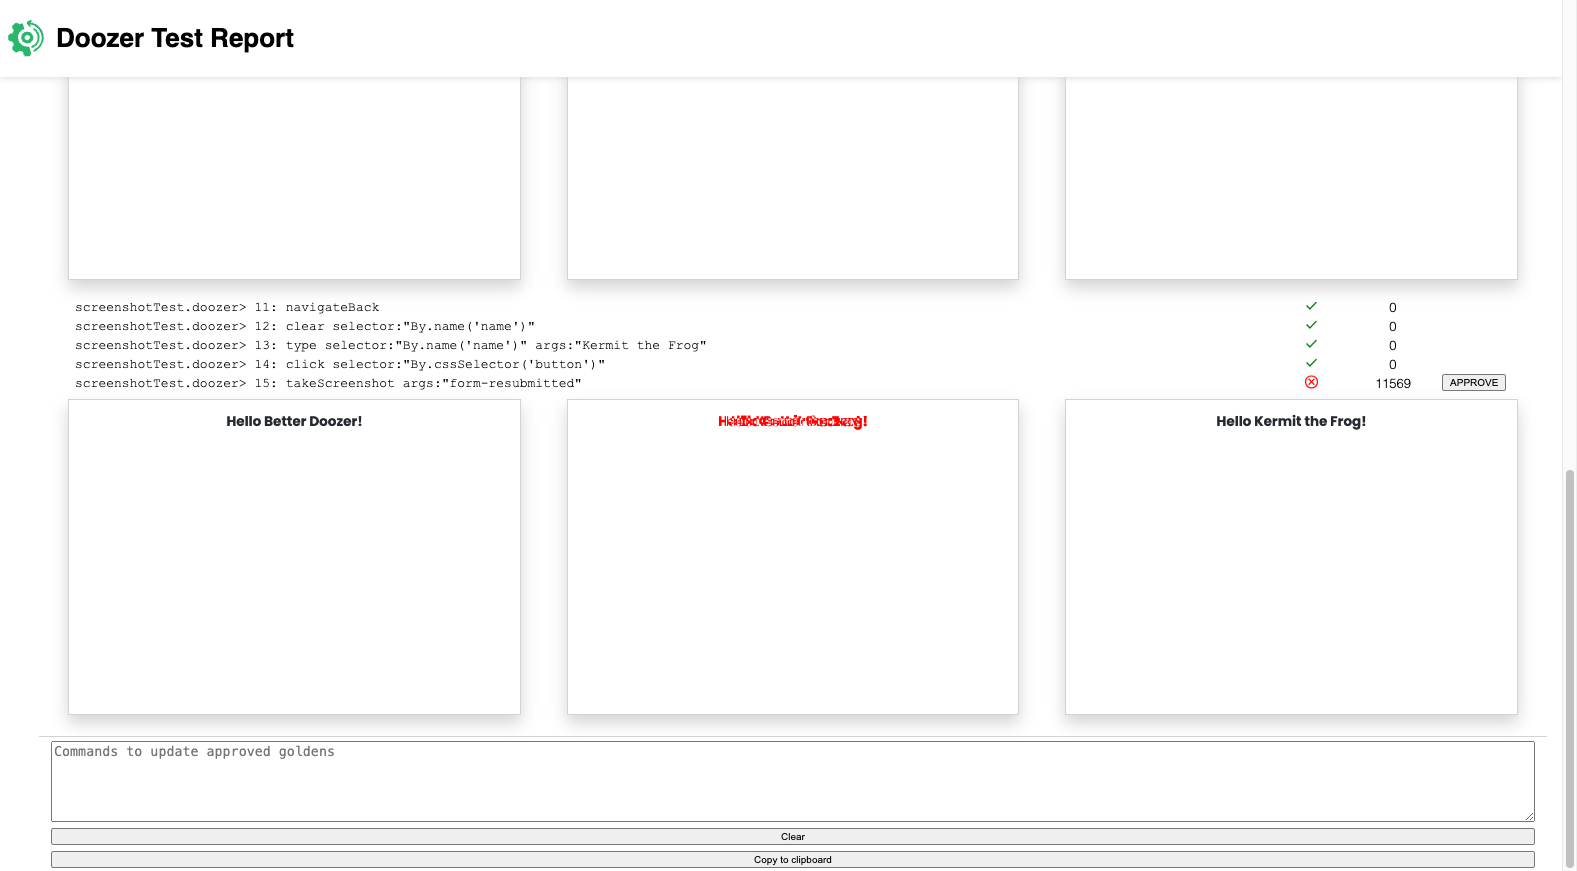 Doozer Test Report
screenshotTest.doozer> 11: navigateBack 0
screenshotTest.doozer> 12: clear selector:"By.name('name')" 0
screenshotTest.doozer> 13: type selector:"By.name('name')" args:"Kermit the Frog" 0
screenshotTest.doozer> 14: click selector:"By.cssSelector('button')" 0
screenshotTest.doozer> 15: takeScreenshot args:"form-resubmitted" 11569 APPROVE
Hello Better Doozer!
Hello Kermit the Frog!
Commands to update approved goldens
Clear
Copy to clipboard